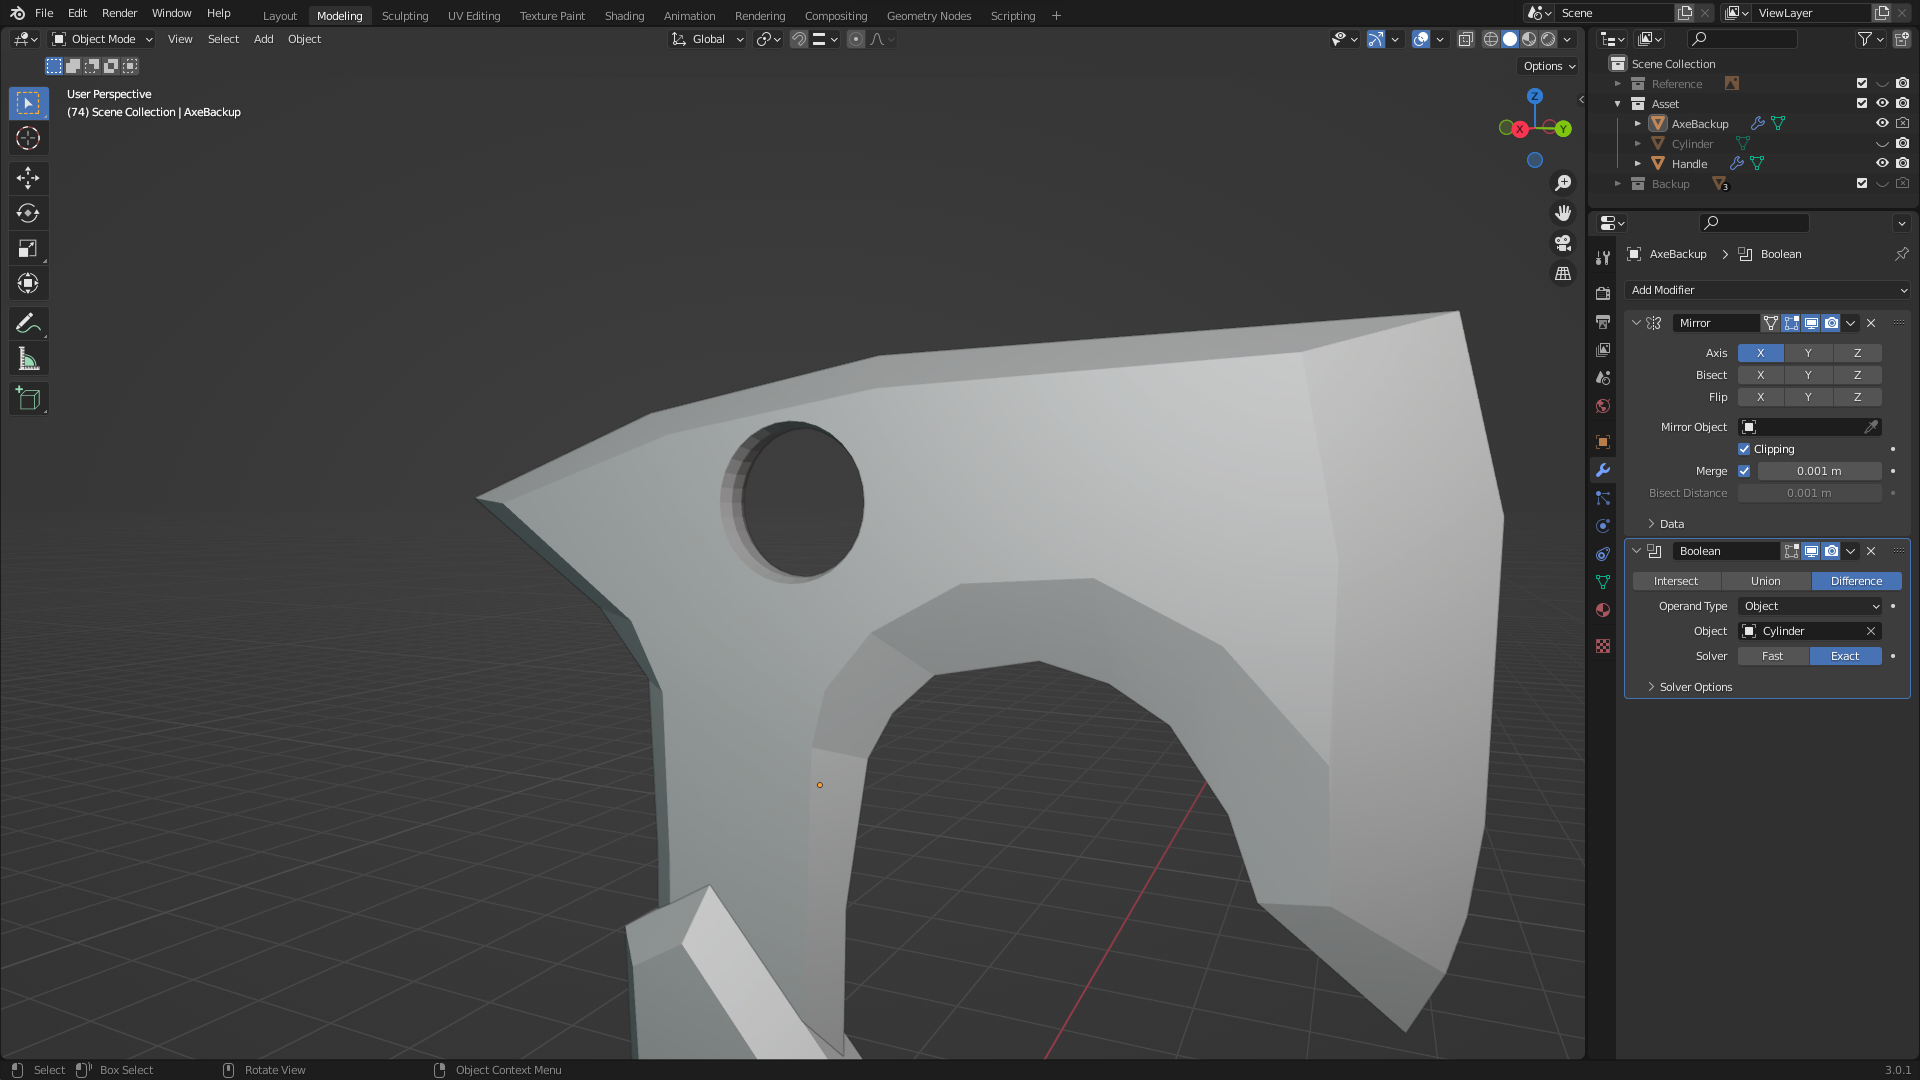 File Edit Render Window Help Layout Modeling Sculpting UV Editing Texture Paint Shading Animation Rendering Compositing Geometry Nodes Scripting + Scene ViewLayer
Object Mode View Select Add Object Global
Options
User Perspective
(74) Scene Collection | AxeBackup
Z
X
Y
Scene Collection
Reference
Asset
AxeBackup
Cylinder
Handle
Backup 3
AxeBackup > Boolean
Add Modifier
Mirror
Axis X Y Z
Bisect X Y Z
Flip X Y Z
Mirror Object
Clipping
Merge 0.001 m
Bisect Distance 0.001 m
Data
Boolean
Intersect Union Difference
Operand Type Object
Object Cylinder
Solver Fast Exact
Solver Options
Select Box Select Rotate View Object Context Menu 3.0.1